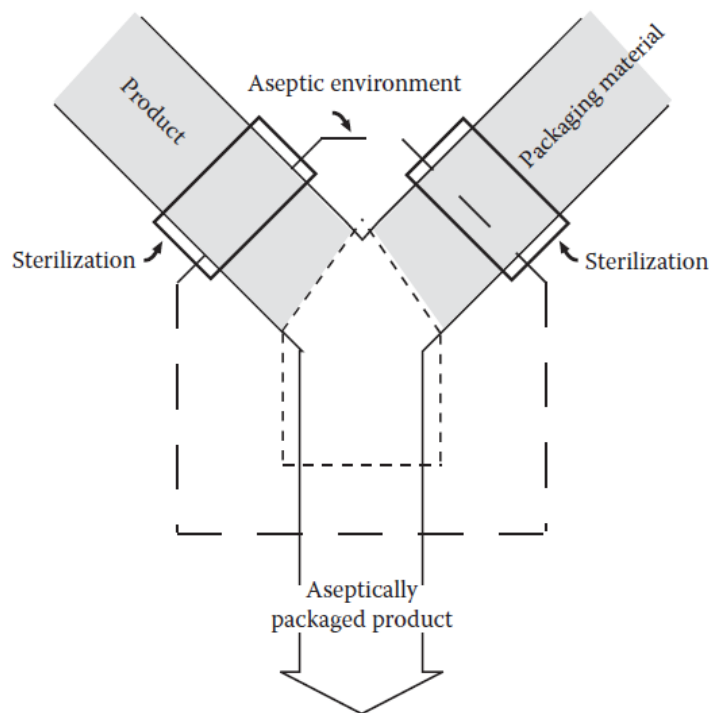 Aseptic environment
Product
Packaging material
Sterilization
Sterilization
Aseptically
packaged product